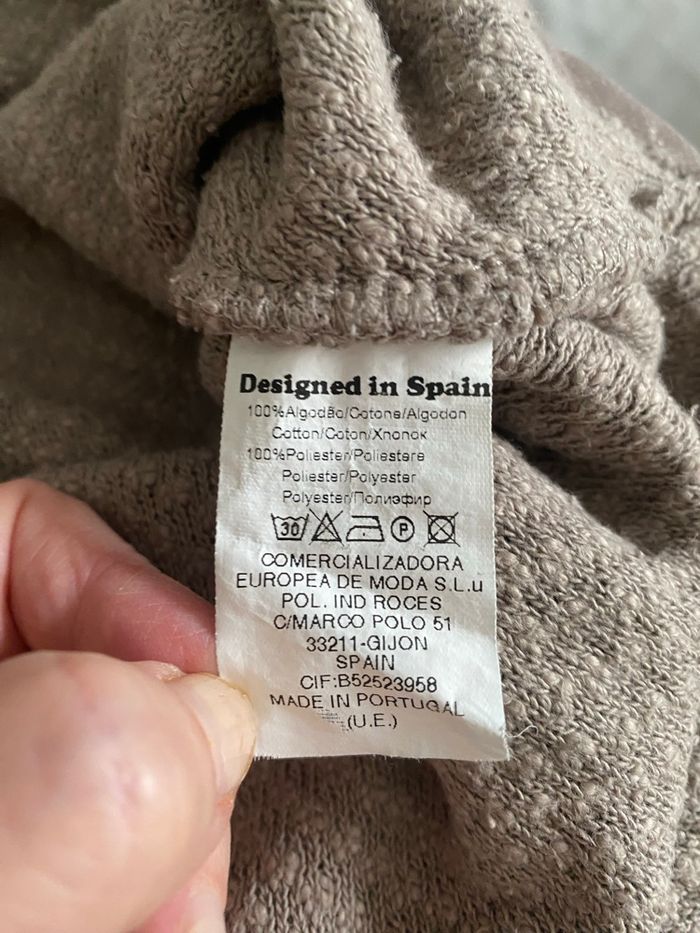 Designed in Spain
100%Algodão/Cotone/Algodon
Cotton/Coton/Хлопок
100%Poliester/Poliestere
Poliester/Polyester
Polyester/Полиэфир
30 P
COMERCIALIZADORA
EUROPEA DE MODA S.L.u
POL. IND ROCES
C/MARCO POLO 51
33211-GIJON
SPAIN
CIF:B52523958
MADE IN PORTUGAL
(U.E.)